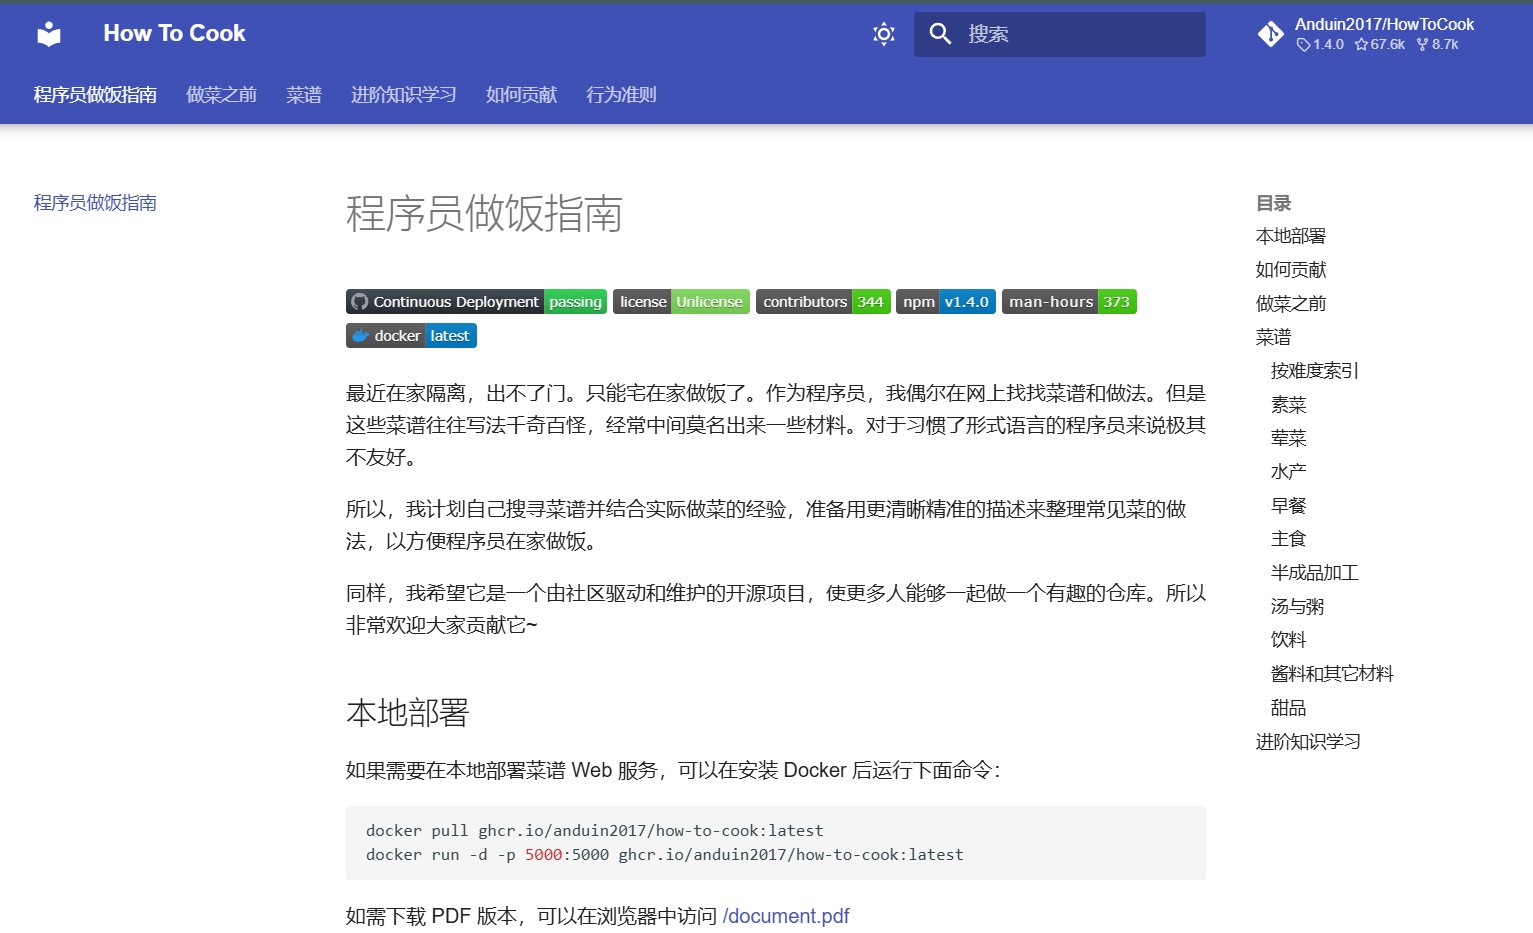 How To Cook
搜索
Anduin2017/HowToCook
1.4.0 67.6k 8.7k
程序员做饭指南 做菜之前 菜谱 进阶知识学习 如何贡献 行为准则
程序员做饭指南
程序员做饭指南
Continuous Deployment passing license Unlicense contributors 344 npm v1.4.0 man-hours 373
docker latest
最近在家隔离，出不了门。只能宅在家做饭了。作为程序员，我偶尔在网上找找菜谱和做法。但是
这些菜谱往往写法千奇百怪，经常中间莫名出来一些材料。对于习惯了形式语言的程序员来说极其
不友好。
所以，我计划自己搜寻菜谱并结合实际做菜的经验，准备用更清晰精准的描述来整理常见菜的做
法，以方便程序员在家做饭。
同样，我希望它是一个由社区驱动和维护的开源项目，使更多人能够一起做一个有趣的仓库。所以
非常欢迎大家贡献它~
本地部署
如果需要在本地部署菜谱 Web 服务，可以在安装 Docker 后运行下面命令：
docker pull ghcr.io/anduin2017/how-to-cook:latest
docker run -d -p 5000:5000 ghcr.io/anduin2017/how-to-cook:latest
如需下载 PDF 版本，可以在浏览器中访问 /document.pdf
目录
本地部署
如何贡献
做菜之前
菜谱
按难度索引
素菜
荤菜
水产
早餐
主食
半成品加工
汤与粥
饮料
酱料和其它材料
甜品
进阶知识学习